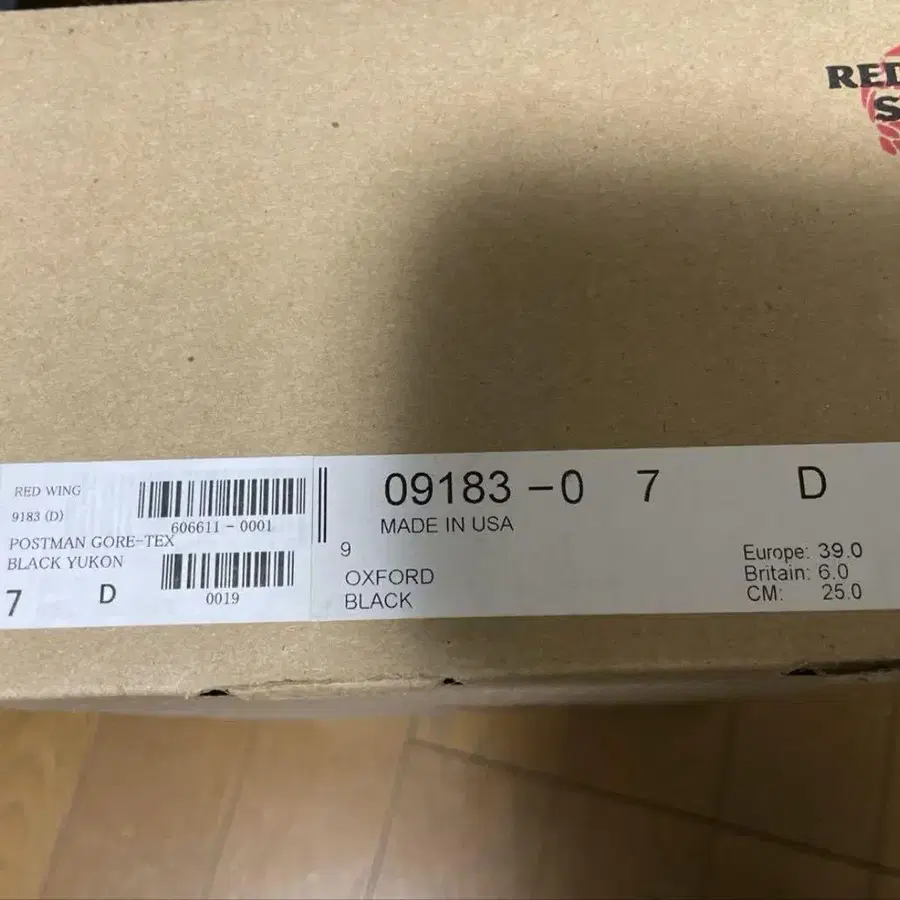 RED
S
RED WING
9183 (D)
606611-0001
POSTMAN GORE-TEX
BLACK YUKON
7 D
0019
09183-0 7 D
MADE IN USA
9
OXFORD
BLACK
Europe: 39.0
Britain: 6.0
CM: 25.0